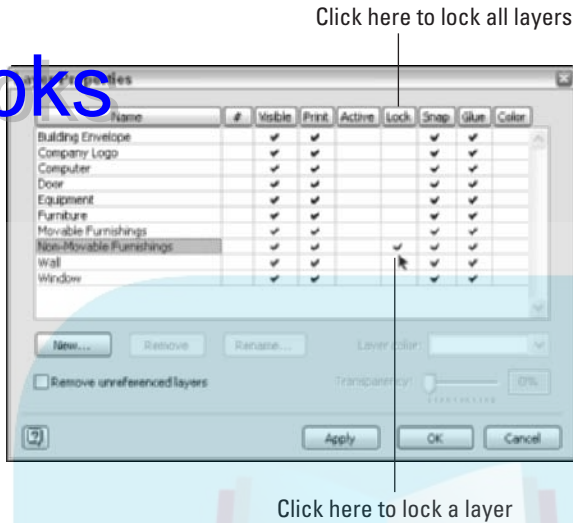 Click here to lock all layers
oks
Layer Properties
Name # Visible Print Active Lock Snap Glue Color
Building Envelope
Company Logo
Computer
Door
Equipment
Furniture
Movable Furnishings
Non-Movable Furnishings
Wall
Window
New... Remove Rename... Layer color:
Remove unreferenced layers Transparency: 0%
? Apply OK Cancel
Click here to lock a layer